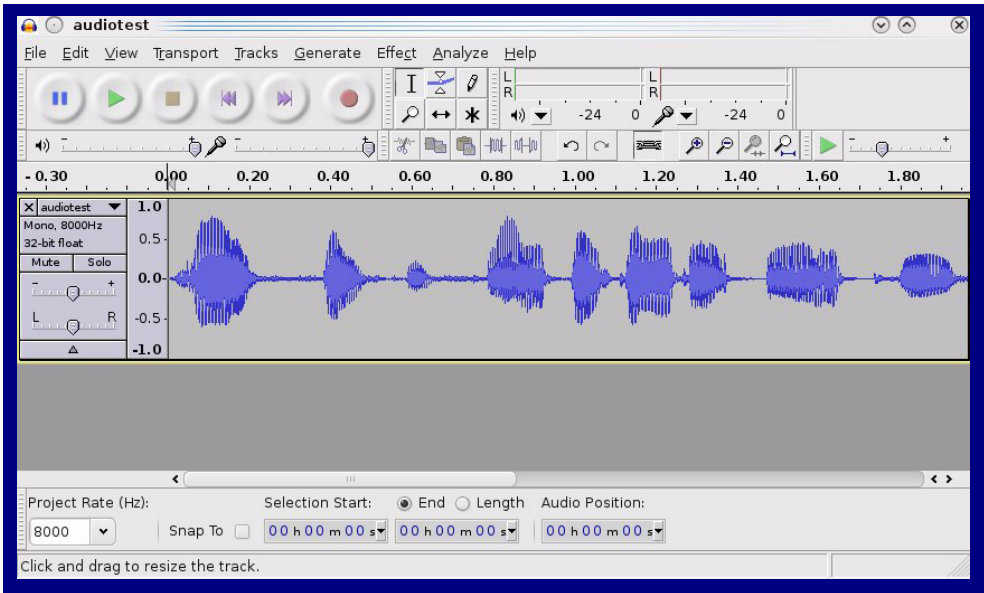 audiotest
File Edit View Transport Tracks Generate Effect Analyze Help
L
R
-24 0
L
R
-24 0
- +
- +
- +
- 0.30 0.00 0.20 0.40 0.60 0.80 1.00 1.20 1.40 1.60 1.80
X audiotest
Mono, 8000Hz
32-bit float
Mute Solo
- +
L R
1.0
0.5
0.0
-0.5
-1.0
Project Rate (Hz): Selection Start: End Length Audio Position:
8000 Snap To 00 h 00 m 00 s 00 h 00 m 00 s 00 h 00 m 00 s
Click and drag to resize the track.